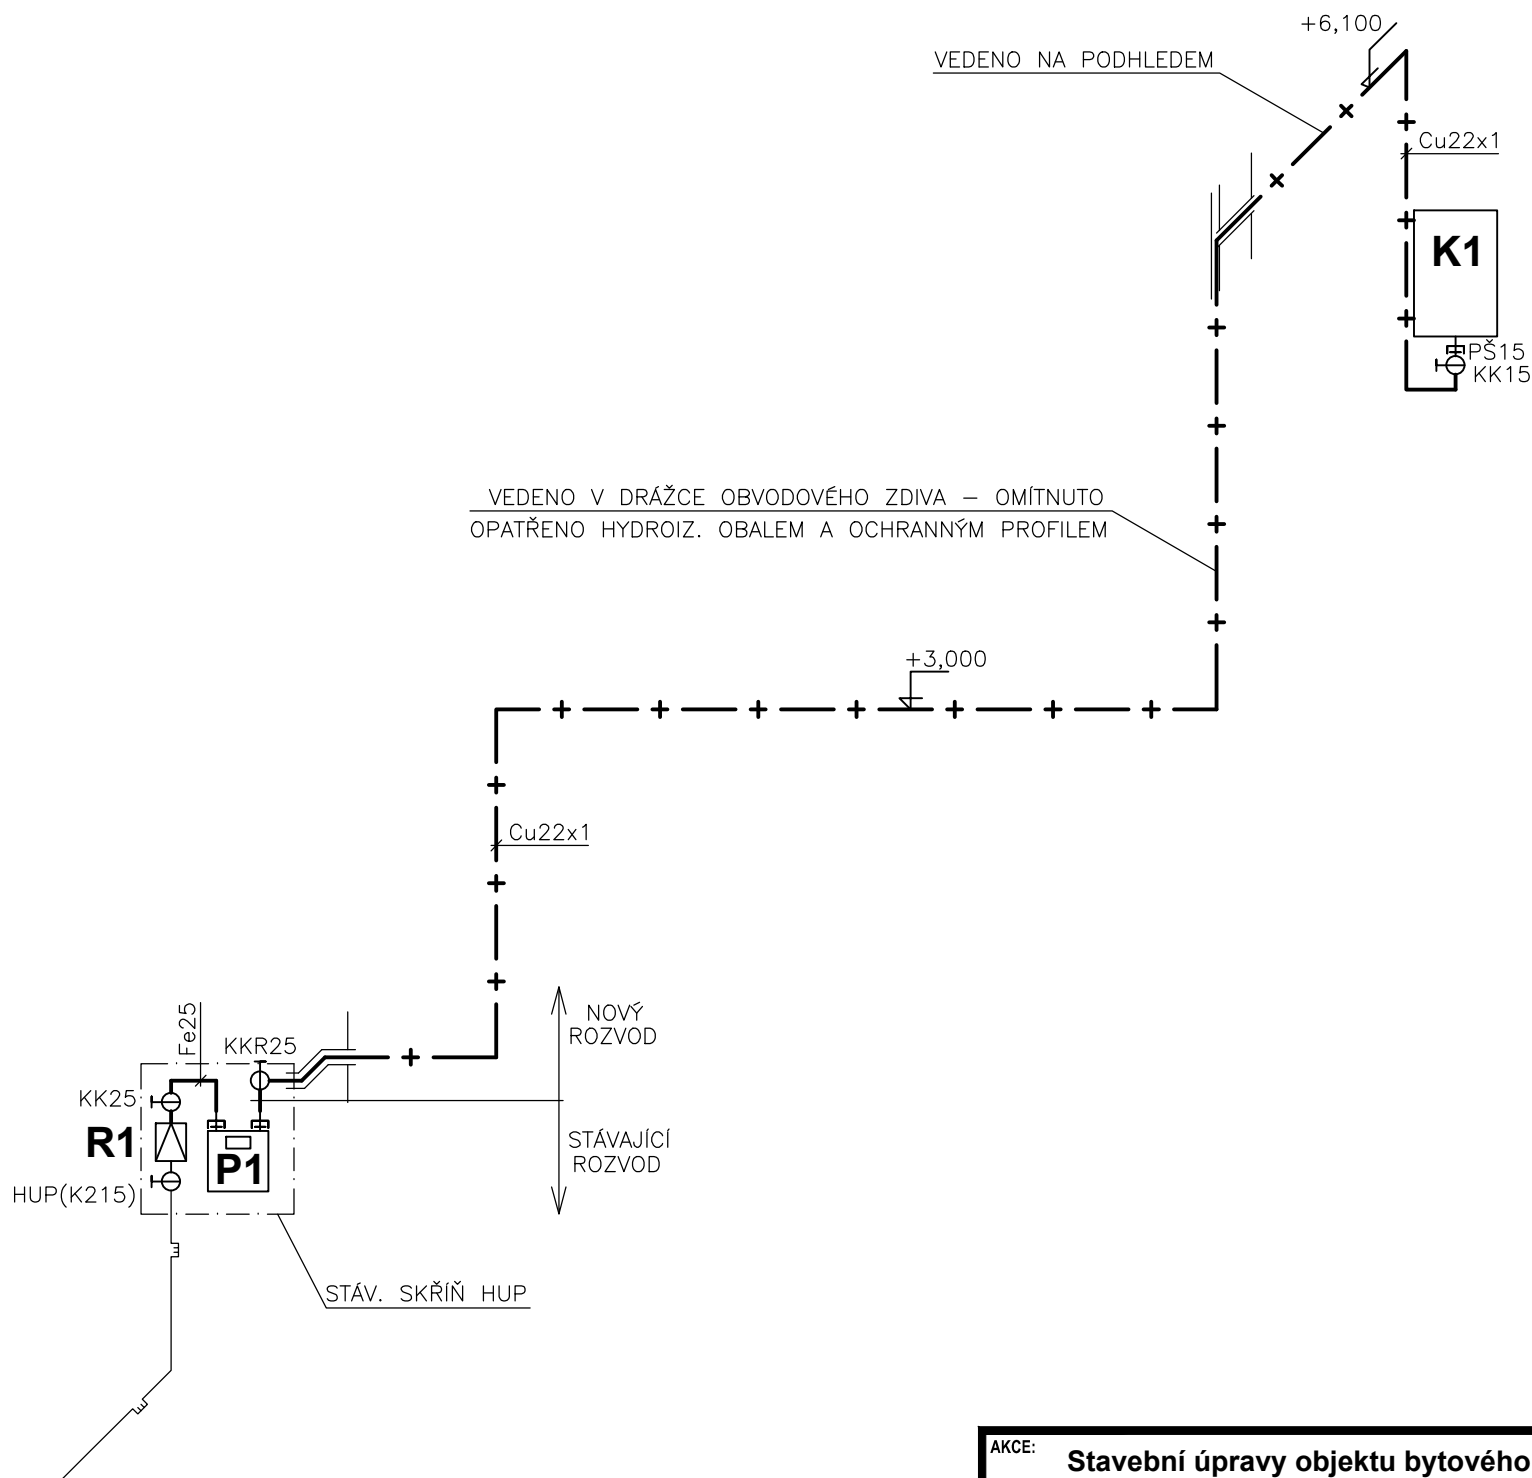 +6,100
VEDENO NA PODHLEDEM
Cu22x1
K1
PŠ15
KK15
VEDENO V DRÁŽCE OBVODOVÉHO ZDIVA – OMÍTNUTO
OPATŘENO HYDROIZ. OBALEM A OCHRANNÝM PROFILEM
+3,000
Cu22x1
Fe25
KKR25
NOVÝ
ROZVOD
KK25
R1
P1
STÁVAJÍCÍ
ROZVOD
HUP(K215)
STÁV. SKŘÍŇ HUP
AKCE:
Stavební úpravy objektu bytového